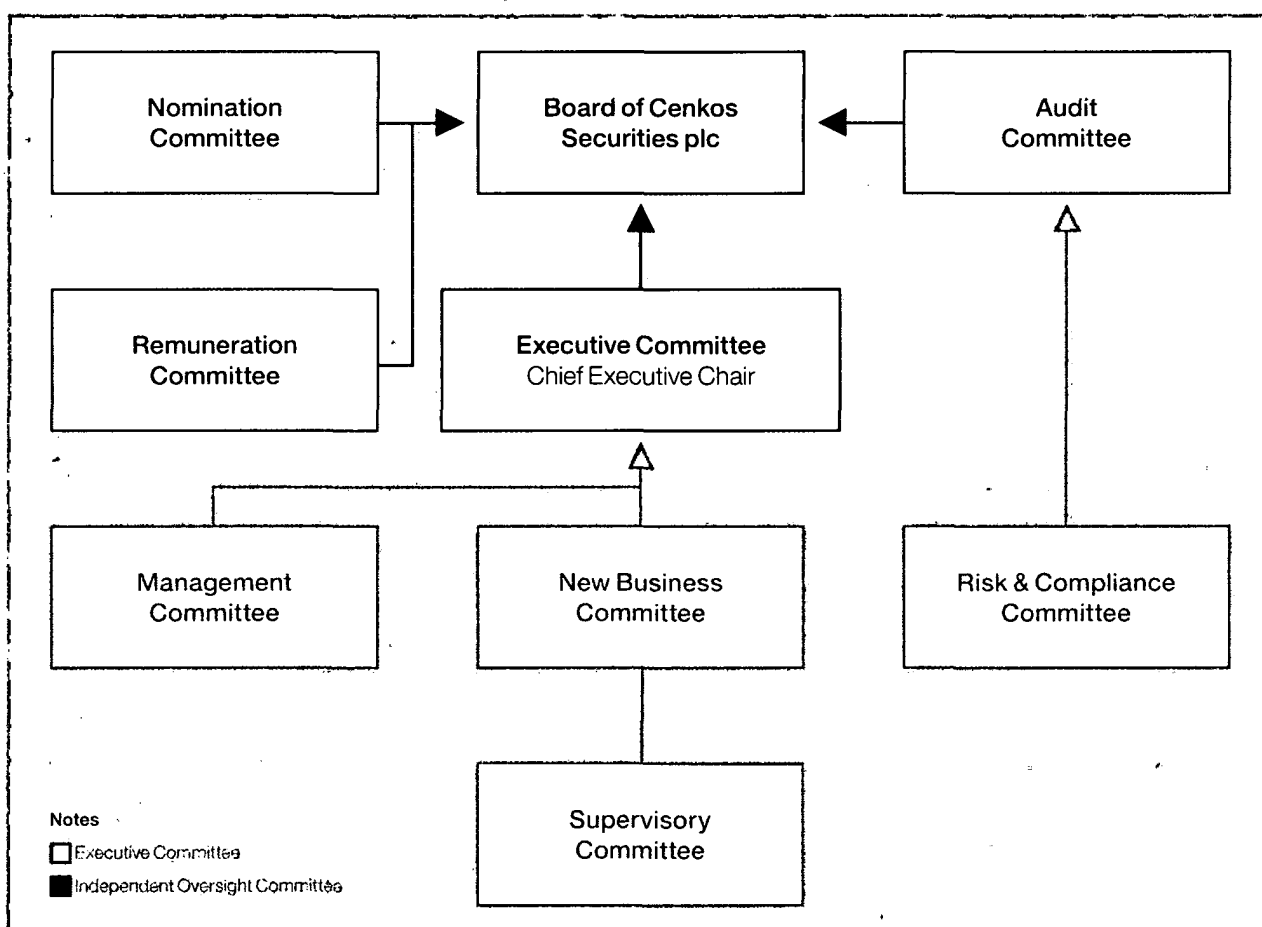 Nomination
Committee
Board of Cenkos
Securities plc
Audit
Committee
Remuneration
Committee
Executive Committee
Chief Executive Chair
Management
Committee
New Business
Committee
Risk & Compliance
Committee
Supervisory
Committee
Notes
Executive Committee
Independent Oversight Committee